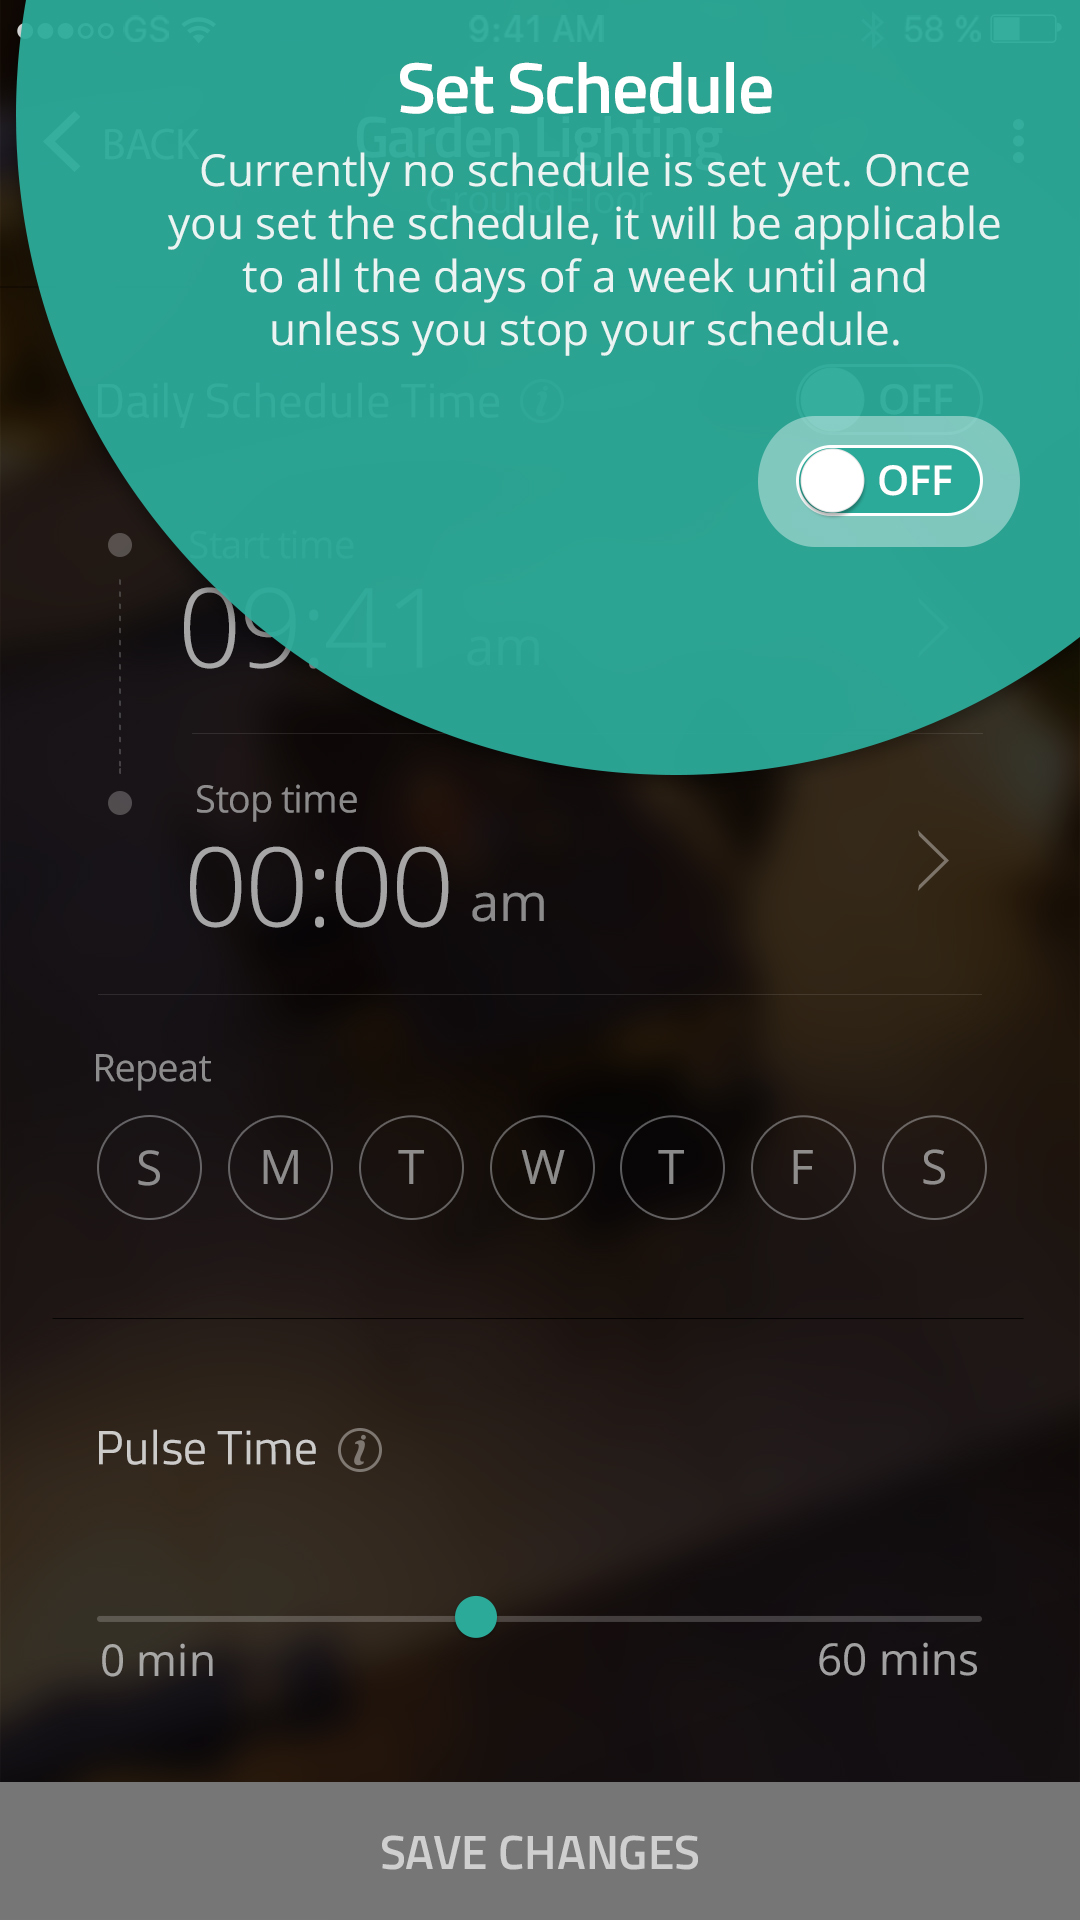 GS 9:41 AM 58 %
Set Schedule
BACK Garden Lighting
Ground Floor
Currently no schedule is set yet. Once
you set the schedule, it will be applicable
to all the days of a week until and
unless you stop your schedule.
Daily Schedule Time i OFF
OFF
Start time
09:41 am
Stop time
00:00 am
Repeat
S M T W T F S
Pulse Time i
0 min 60 mins
SAVE CHANGES